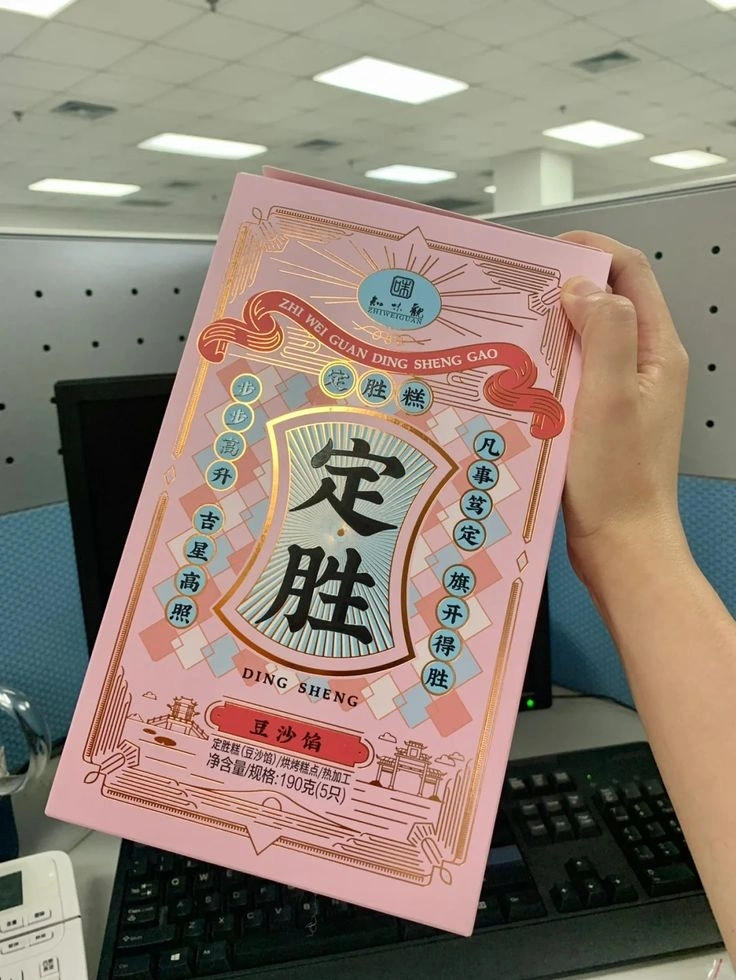 知味觀
ZHIWEIGUAN
ZHI WEI GUAN DING SHENG GAO
定胜糕
步步高升
吉星高照
凡事笃定
旗开得胜
定胜
DING SHENG
豆沙馅
定胜糕(豆沙馅)/烘烤糕点/热加工
净含量/规格:190克(5只)